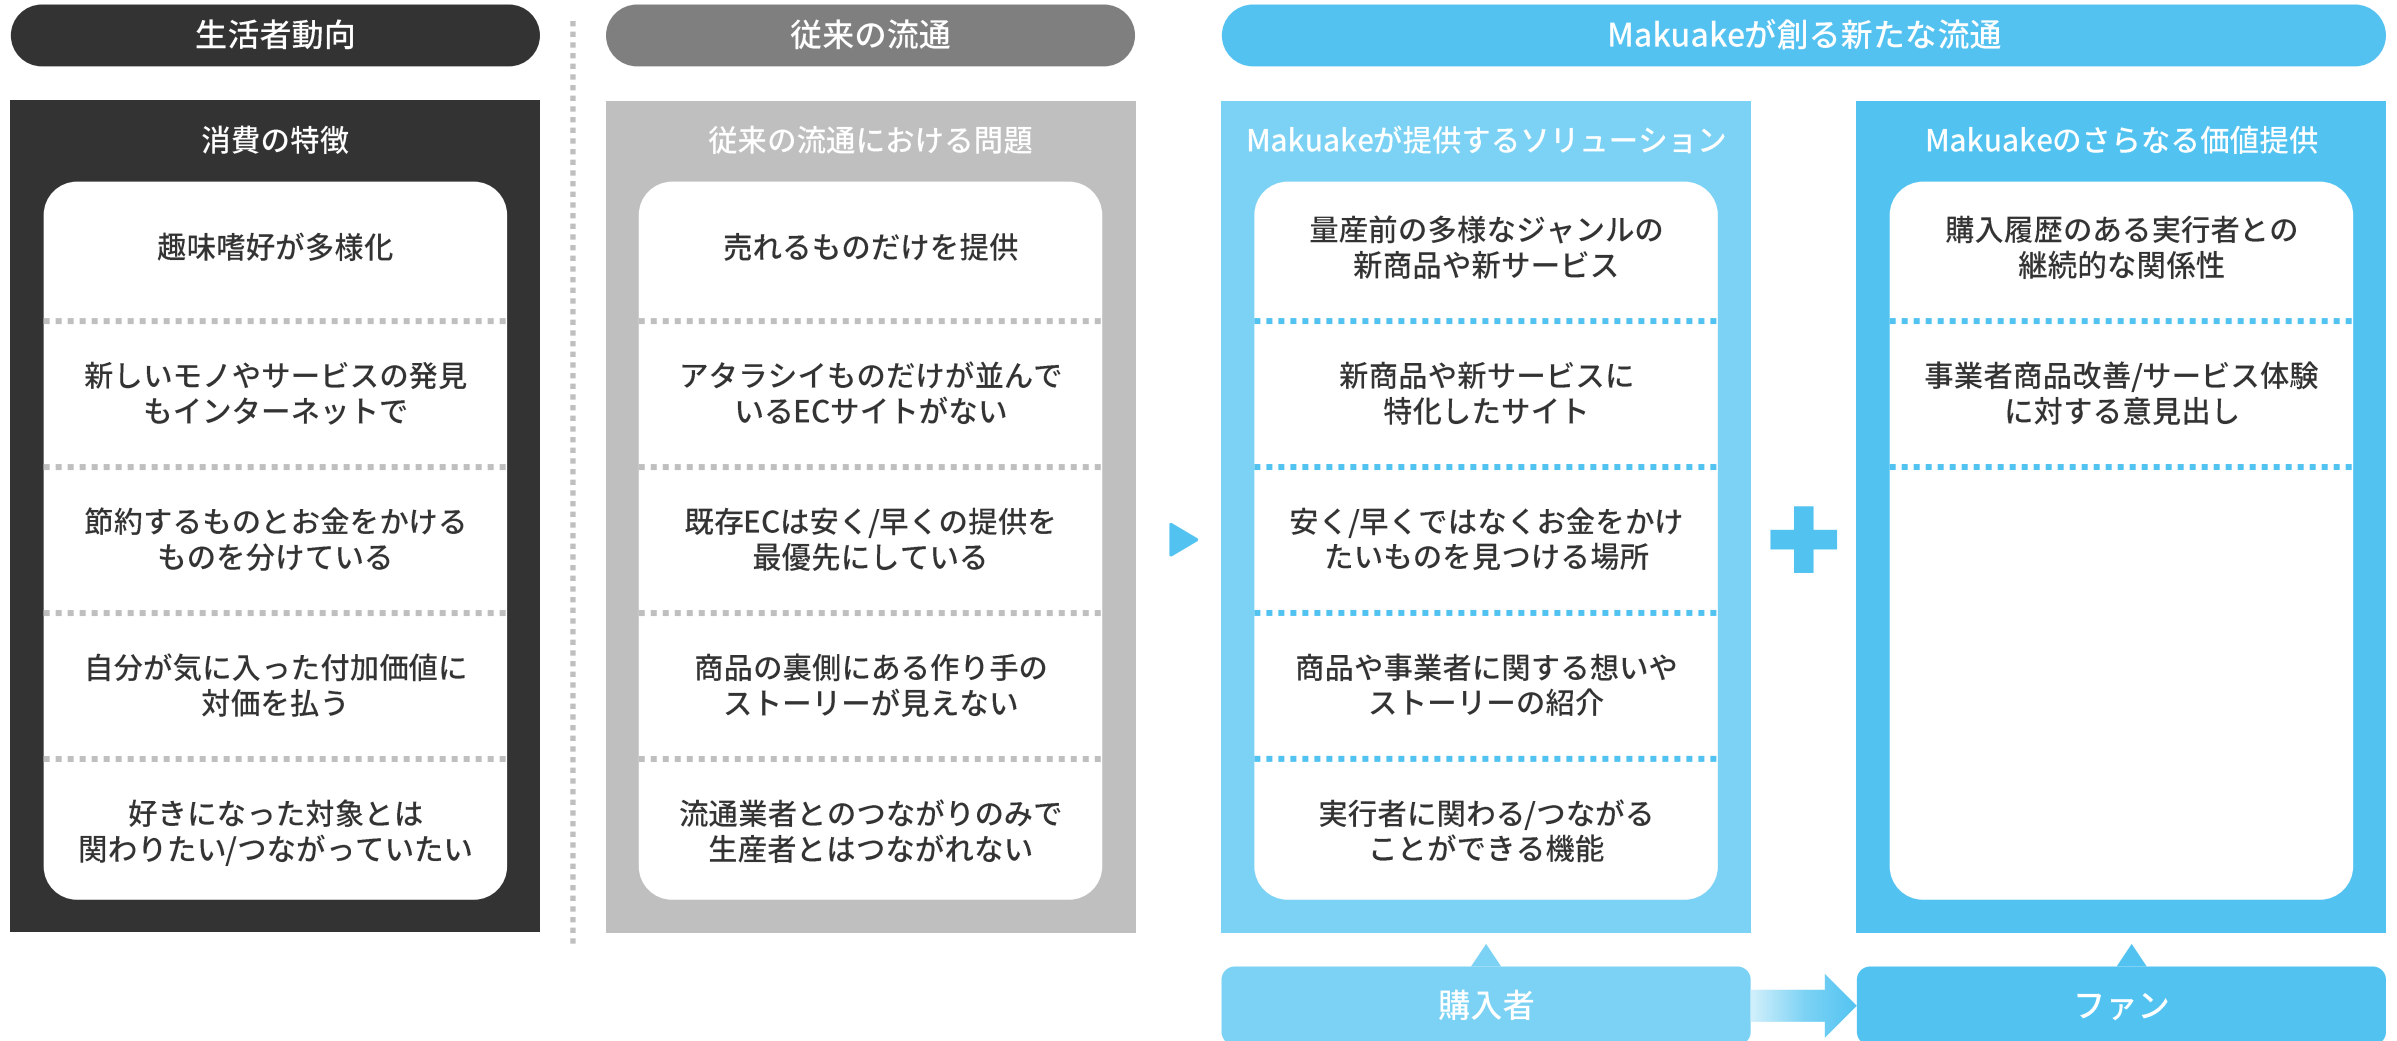 生活者動向
消費の特徴
趣味嗜好が多様化
新しいモノやサービスの発見
もインターネットで
節約するものとお金をかける
ものを分けている
自分が気に入った付加価値に
対価を払う
好きになった対象とは
関わりたい/つながっていたい
従来の流通
従来の流通における問題
売れるものだけを提供
アタラシイものだけが並んで
いるECサイトがない
既存ECは安く/早くの提供を
最優先にしている
商品の裏側にある作り手の
ストーリーが見えない
流通業者とのつながりのみで
生産者とはつながれない
Makuakeが創る新たな流通
Makuakeが提供するソリューション
量産前の多様なジャンルの
新商品や新サービス
新商品や新サービスに
特化したサイト
安く/早くではなくお金をかけ
たいものを見つける場所
商品や事業者に関する想いや
ストーリーの紹介
実行者に関わる/つながる
ことができる機能
購入者
Makuakeのさらなる価値提供
購入履歴のある実行者との
継続的な関係性
事業者商品改善/サービス体験
に対する意見出し
ファン